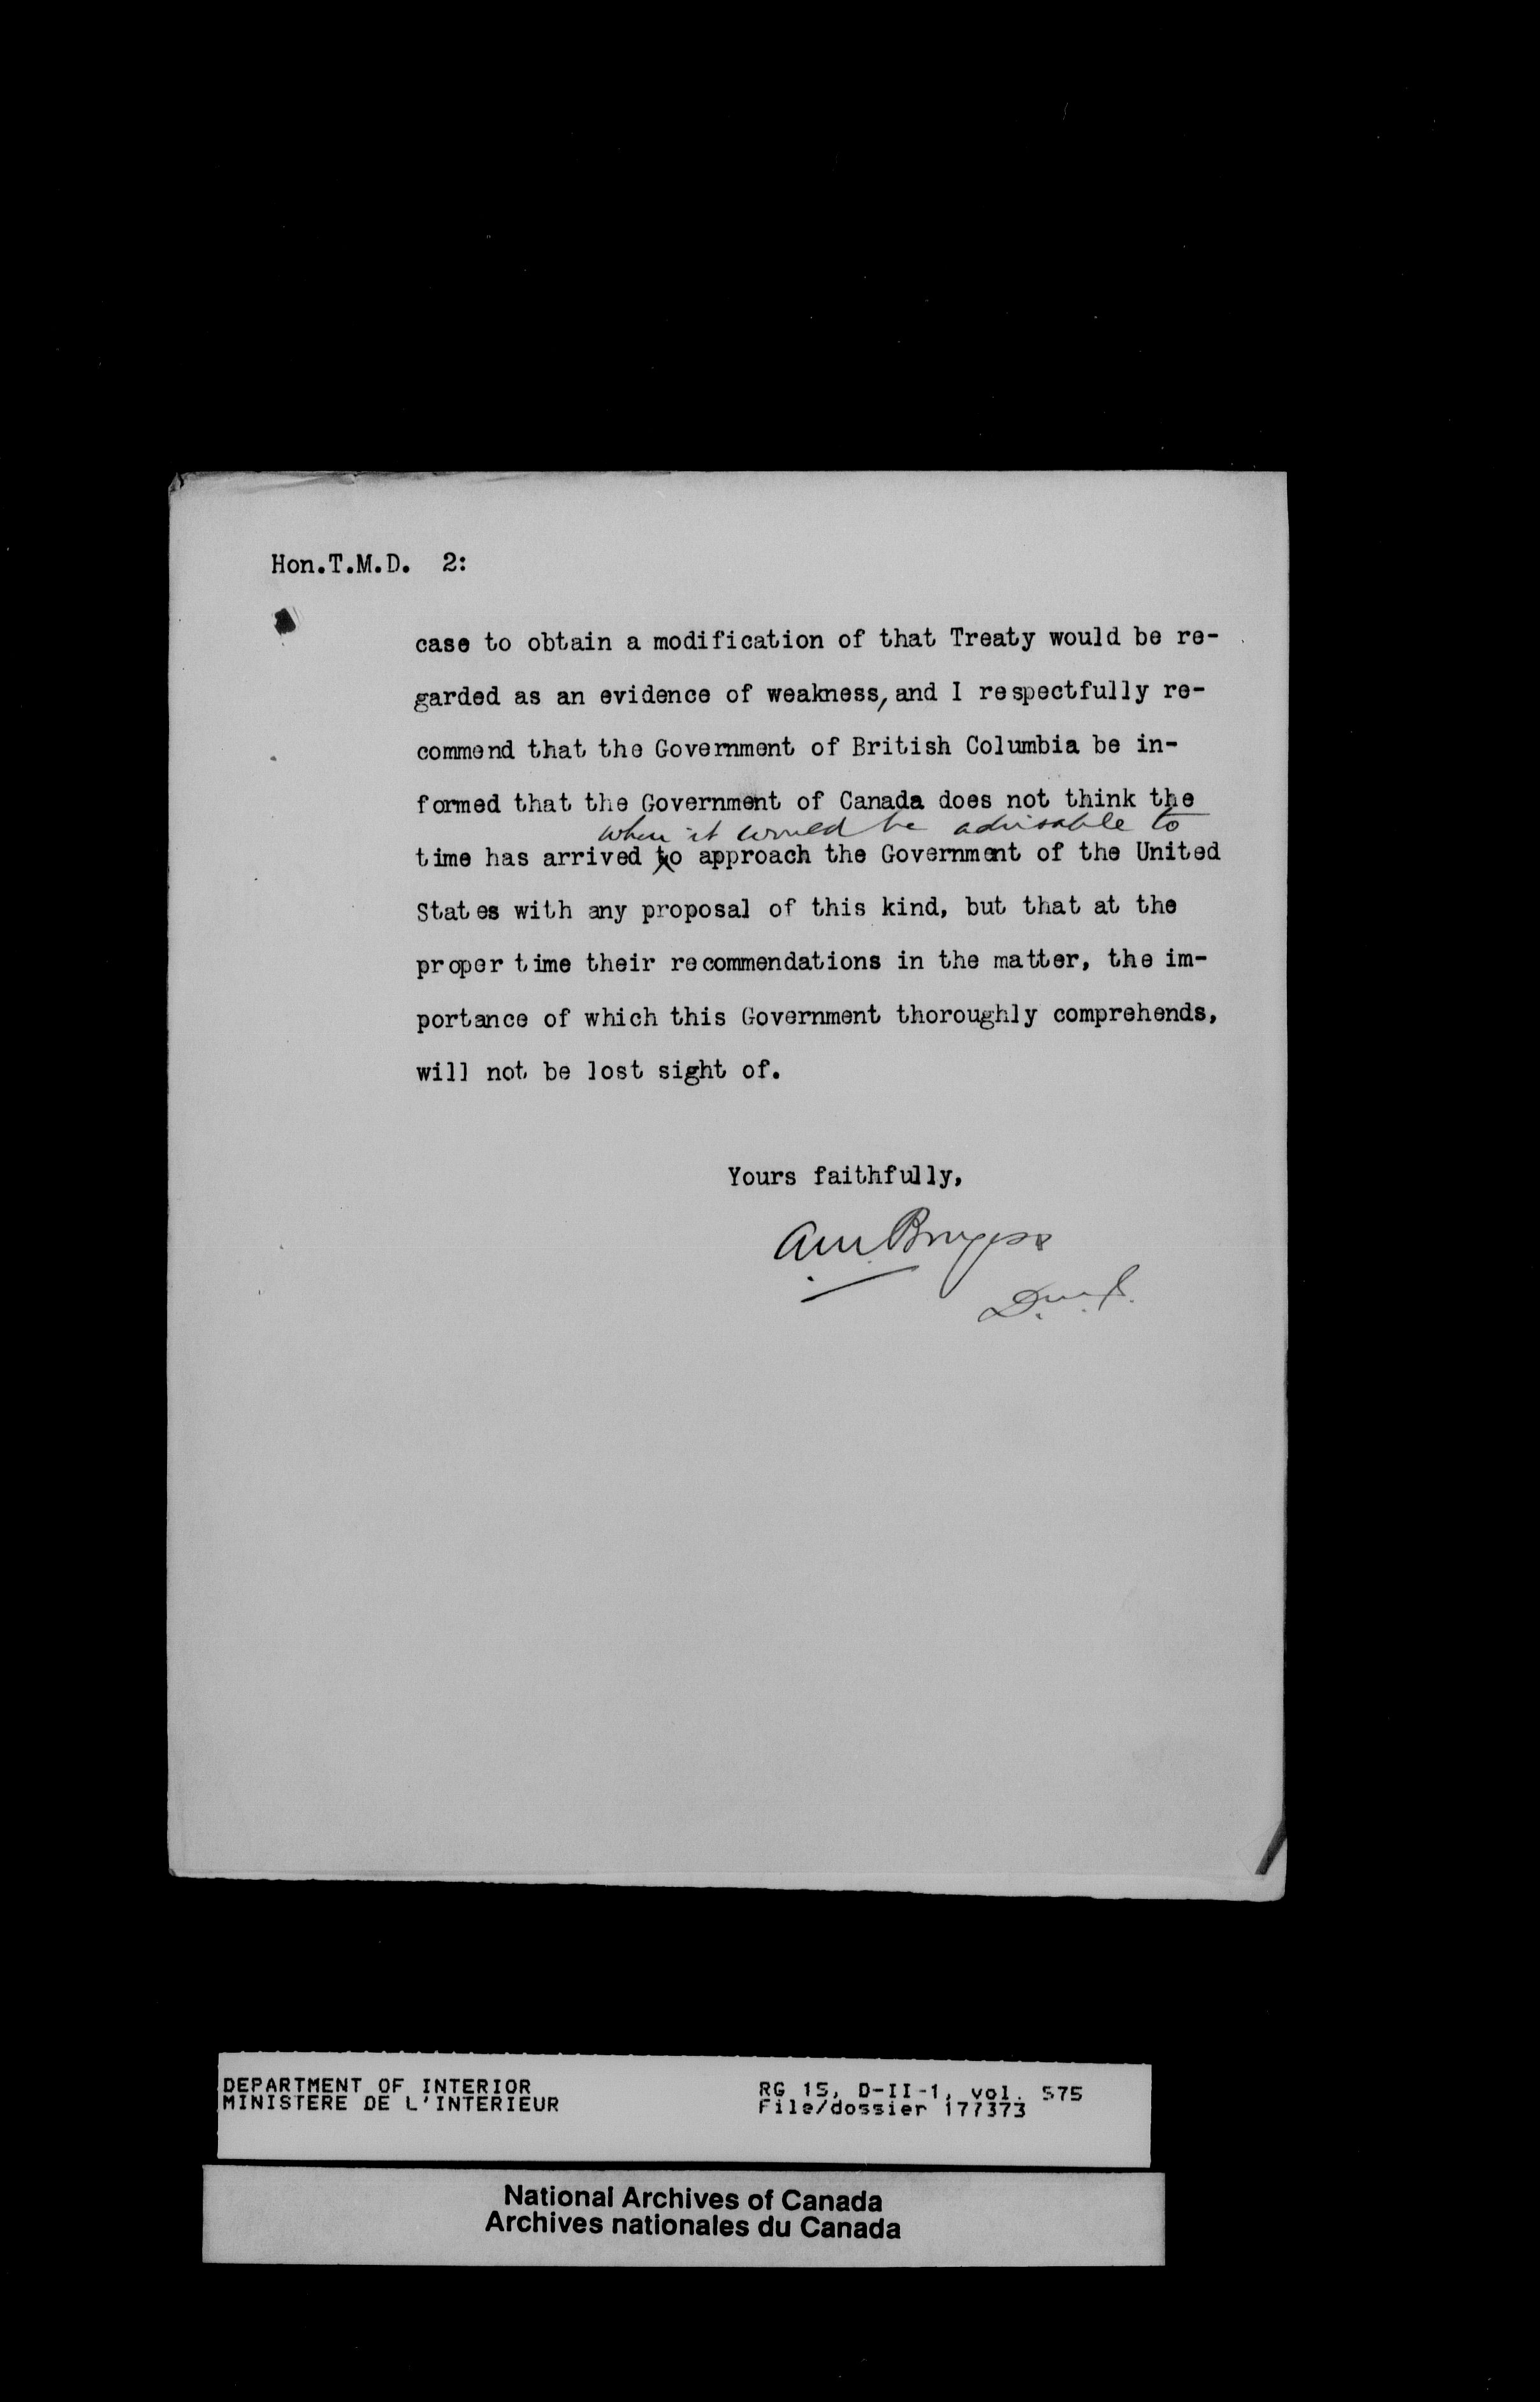 Hon.T.M.D. 2:
case to obtain a modification of that Treaty would be re-
garded as an evidence of weakness, and I respectfully re-
commend that the Government of British Columbia be in-
formed that the Government of Canada does not think the
when it would be advisable to
time has arrived to approach the Government of the United
States with any proposal of this kind, but that at the
proper time their recommendations in the matter, the im-
portance of which this Government thoroughly comprehends,
will not be lost sight of.
Yours faithfully,
A M Burgess
D.M.I.
DEPARTMENT OF INTERIOR
MINISTERE DE L'INTERIEUR
RG 15, D-II-1, vol. 575
File/dossier 177373
National Archives of Canada
Archives nationales du Canada